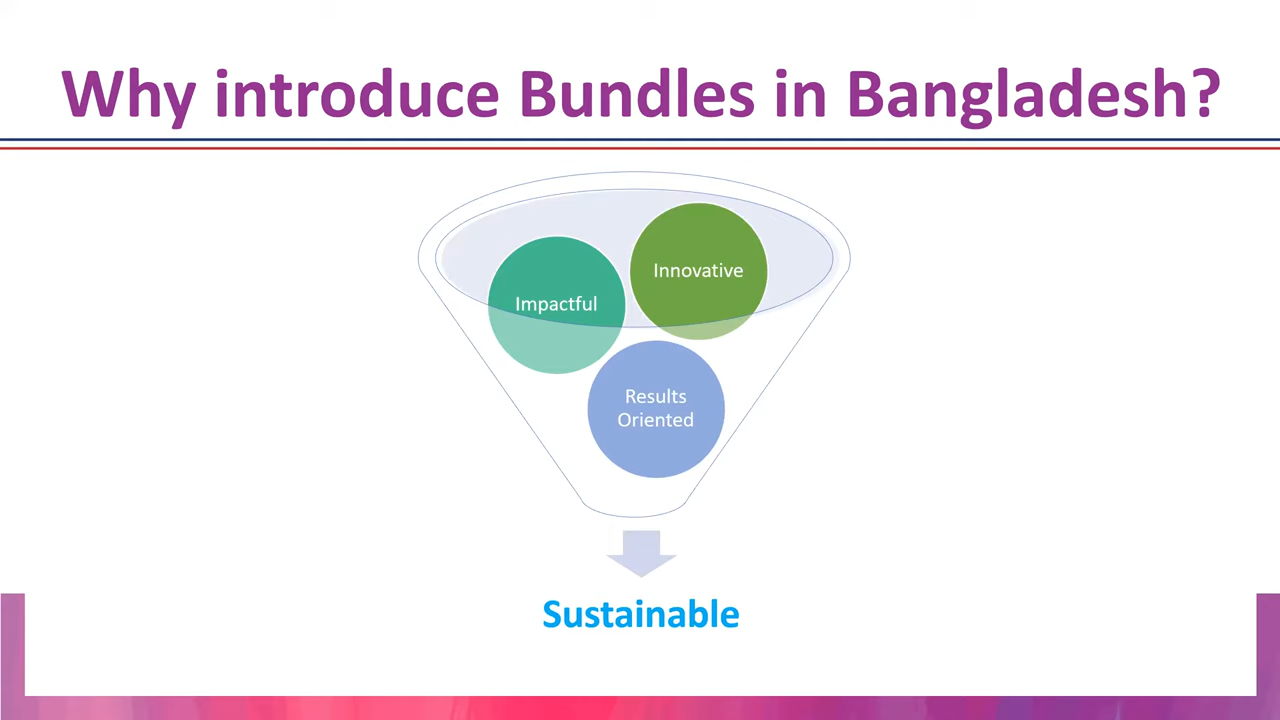 Why introduce Bundles in Bangladesh?
Innovative
Impactful
Results
Oriented
Sustainable